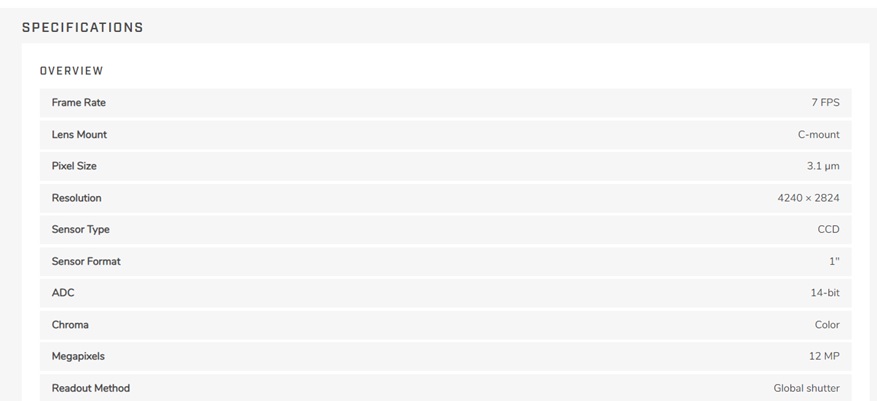 SPECIFICATIONS
OVERVIEW
Frame Rate 7 FPS
Lens Mount C-mount
Pixel Size 3.1 µm
Resolution 4240 × 2824
Sensor Type CCD
Sensor Format 1"
ADC 14-bit
Chroma Color
Megapixels 12 MP
Readout Method Global shutter